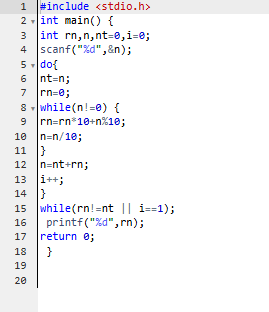 1 #include <stdio.h>
2 int main() {
3 int rn,n,nt=0,i=0;
4 scanf("%d",&n);
5 do{
6 nt=n;
7 rn=0;
8 while(n!=0) {
9 rn=rn*10+n%10;
10 n=n/10;
11 }
12 n=nt+rn;
13 i++;
14 }
15 while(rn!=nt || i==1);
16 printf("%d",rn);
17 return 0;
18 }
19
20